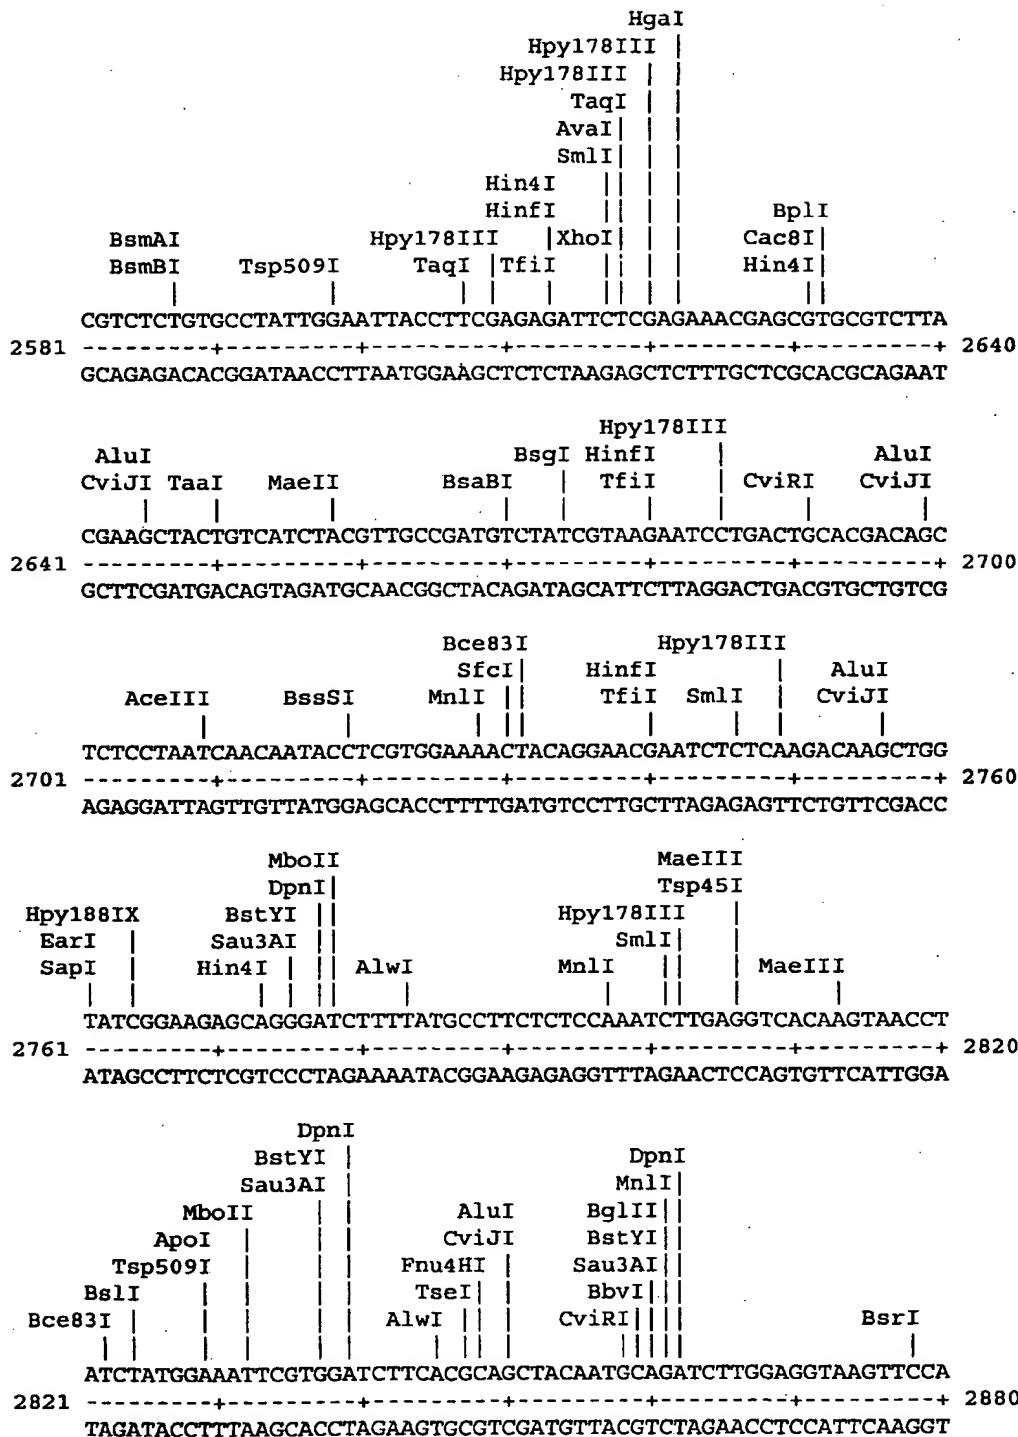 HgaI
Hpy178III |
Hpy178III | |
TaqI | |
AvaI| | |
SmlI| | |
Hin4I || | |
HinfI || | | BplI
BsmAI Hpy178III |XhoI| | | Cac8I|
BsmBI Tsp509I TaqI |TfiI || | | Hin4I||
| | | | | || | | ||
CGTCTCTGTGCCTATTGGAATTACCTTCGAGAGATTCTCGAGAAACGAGCGTGCGTCTTA
2581 ---------+---------+---------+---------+---------+---------+ 2640
GCAGAGACACGGATAACCTTAATGGAAGCTCTCTAAGAGCTCTTTGCTCGCACGCAGAAT
Hpy178III
AluI BsgI HinfI | AluI
CviJI TaaI MaeII BsaBI | TfiI | CviRI CviJI
| | | | | | | | |
CGAAGCTACTGTCATCTACGTTGCCGATGTCTATCGTAAGAATCCTGACTGCACGACAGC
2641 ---------+---------+---------+---------+---------+---------+ 2700
GCTTCGATGACAGTAGATGCAACGGCTACAGATAGCATTCTTAGGACTGACGTGCTGTCG
Bce83I Hpy178III
SfcI| HinfI | AluI
AceIII BssSI MnlI || TfiI SmlI | CviJI
| | | || | | | |
TCTCCTAATCAACAATACCTCGTGGAAAACTACAGGAACGAATCTCTCAAGACAAGCTGG
2701 ---------+---------+---------+---------+---------+---------+ 2760
AGAGGATTAGTTGTTATGGAGCACCTTTTGATGTCCTTGCTTAGAGAGTTCTGTTCGACC
MboII MaeIII
DpnI| Tsp45I
Hpy188IX BstYI || Hpy178III |
EarI | Sau3AI || SmlI| |
SapI | Hin4I | || AlwI MnlI || | MaeIII
| | | | || | | || | |
TATCGGAAGAGCAGGGATCTTTTATGCCTTCTCTCCAAATCTTGAGGTCACAAGTAACCT
2761 ---------+---------+---------+---------+---------+---------+ 2820
ATAGCCTTCTCGTCCCTAGAAAATACGGAAGAGAGGTTTAGAACTCCAGTGTTCATTGGA
DpnI
BstYI | DpnI
Sau3AI | MnlI|
MboII | | AluI BglII||
ApoI | | | CviJI BstYI||
Tsp509I | | | Fnu4HI | Sau3AI||
BslI | | | | TseI| | BbvI|||
Bce83I | | | | | AlwI || | CviRI|||| BsrI
| | | | | | | || | |||| |
ATCTATGGAAATTCGTGGATCTTCACGCAGCTACAATGCAGATCTTGGAGGTAAGTTCCA
2821 ---------+---------+---------+---------+---------+---------+ 2880
TAGATACCTTTAAGCACCTAGAAGTGCGTCGATGTTACGTCTAGAACCTCCATTCAAGGT